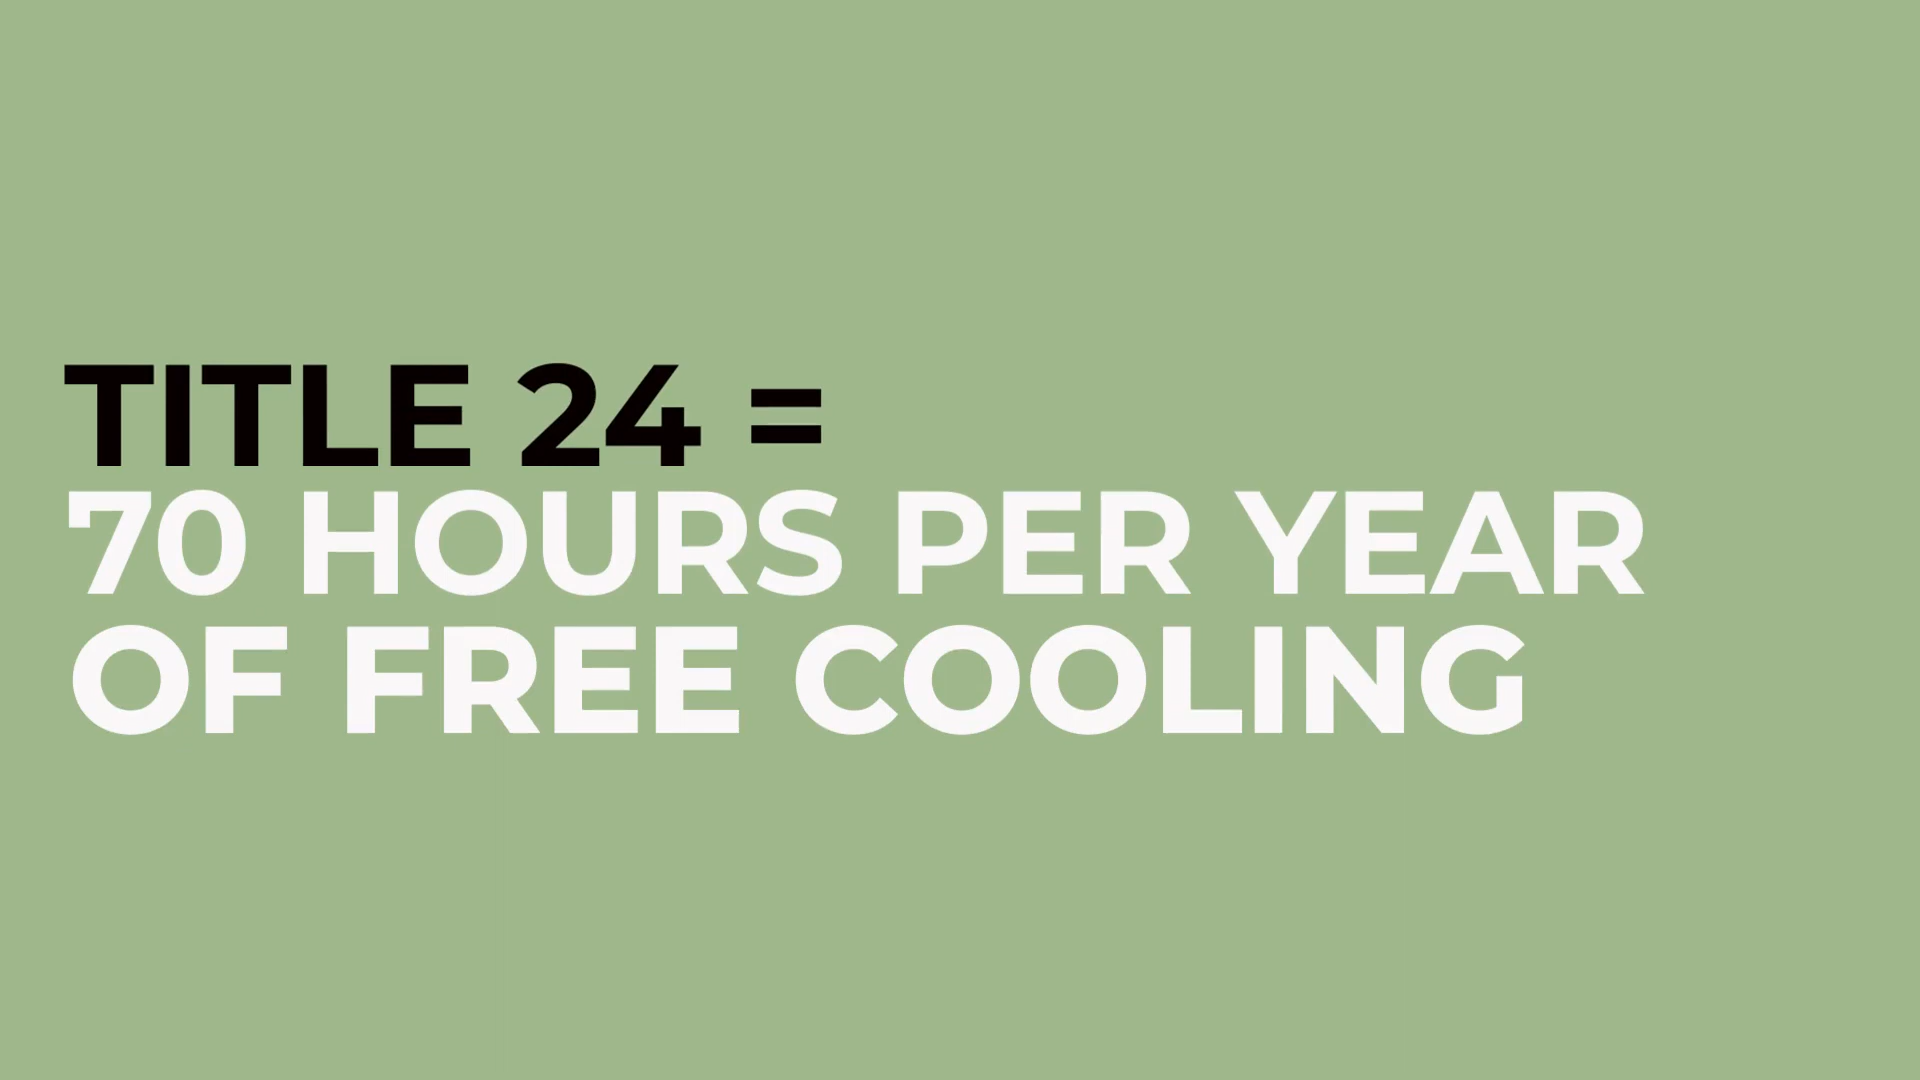 TITLE 24 =
70 HOURS PER YEAR
OF FREE COOLING